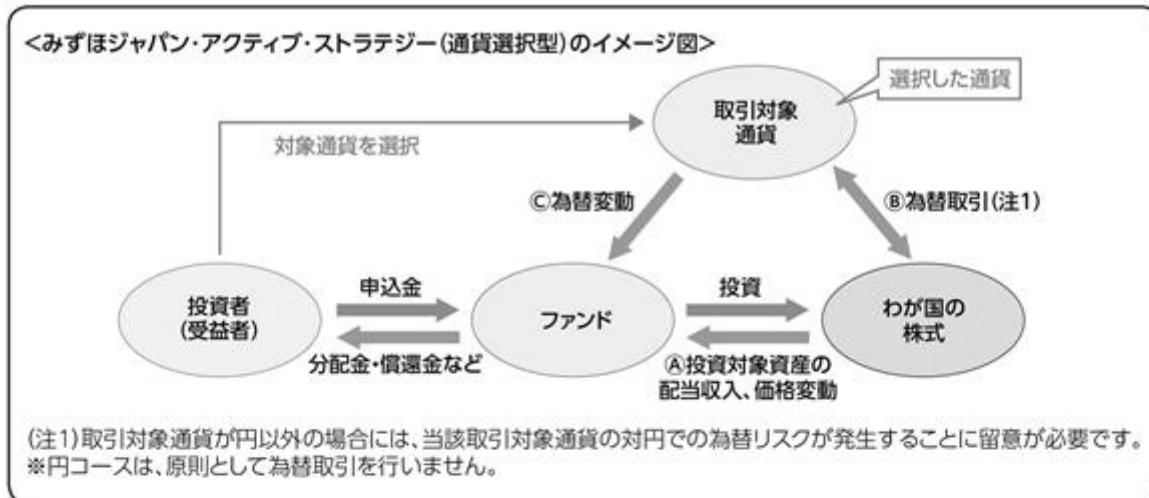 <みずほジャパン・アクティブ・ストラテジー(通貨選択型)のイメージ図>
選択した通貨
取引対象
通貨
対象通貨を選択
Ⓒ為替変動
Ⓑ為替取引(注1)
投資者
(受益者)
申込金
分配金・償還金など
ファンド
投資
Ⓐ投資対象資産の
配当収入、価格変動
わが国の
株式
(注1)取引対象通貨が円以外の場合には、当該取引対象通貨の対円での為替リスクが発生することに留意が必要です。
※円コースは、原則として為替取引を行いません。